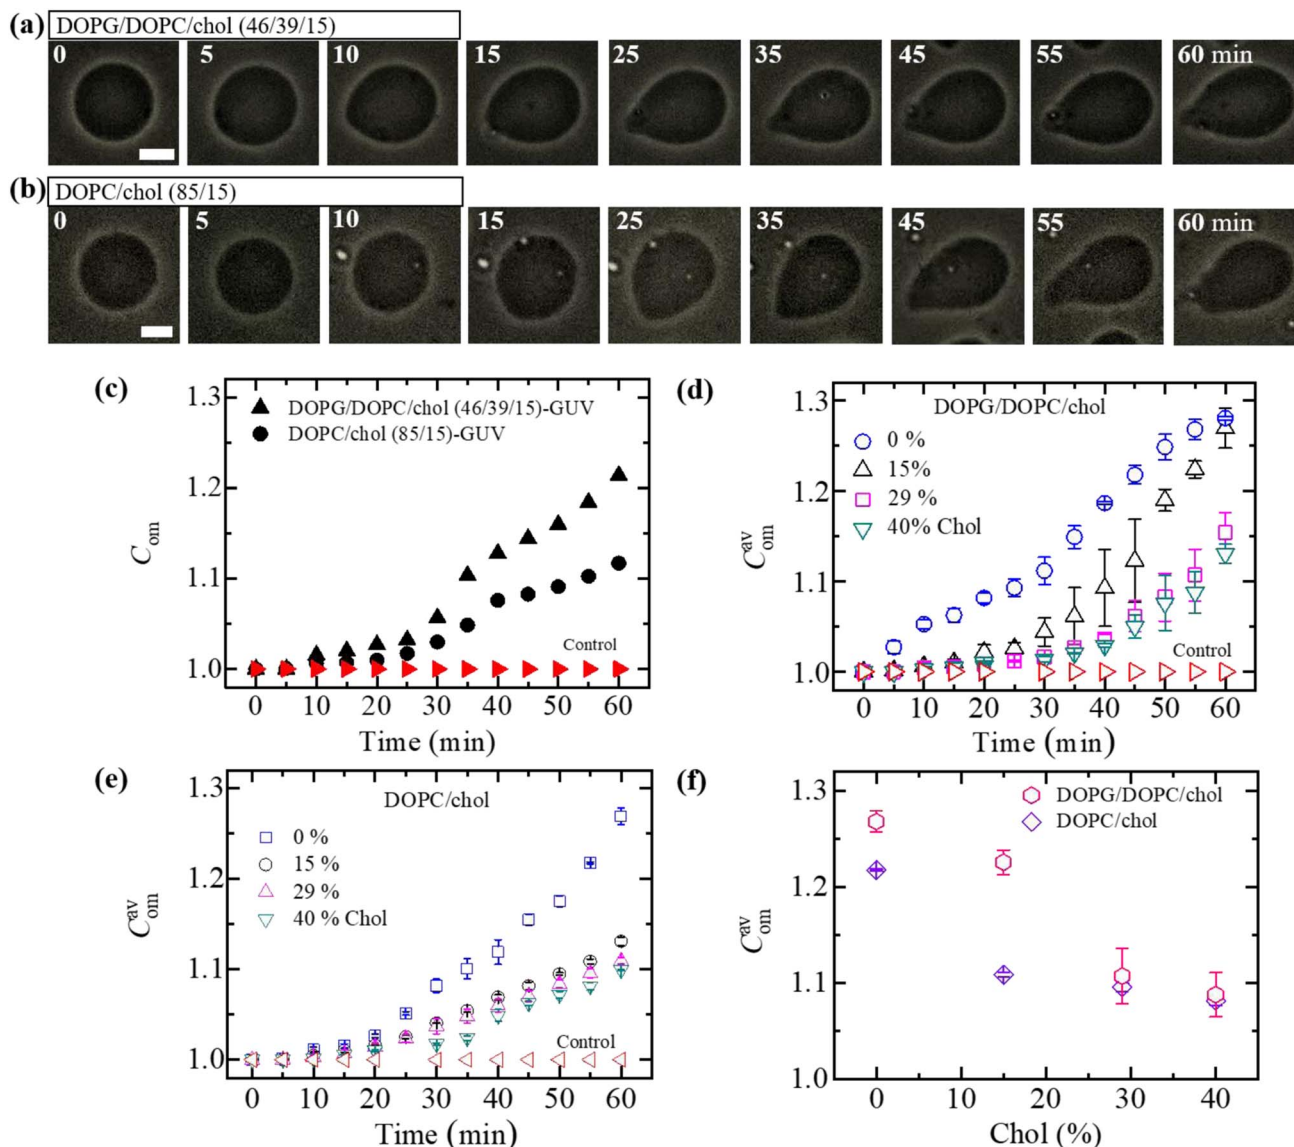 (a) DOPG/DOPC/chol (46/39/15)
0 5 10 15 25 35 45 55 60 min
(b) DOPC/chol (85/15)
0 5 10 15 25 35 45 55 60 min
(c)
1.3
1.2
1.1
1.0
C_om
▲ DOPG/DOPC/chol (46/39/15)-GUV
● DOPC/chol (85/15)-GUV
Control
0 10 20 30 40 50 60
Time (min)
(d)
1.3
1.2
1.1
1.0
C_om^av
DOPG/DOPC/chol
0 %
15%
29 %
40% Chol
Control
0 10 20 30 40 50 60
Time (min)
(e)
1.3
1.2
1.1
1.0
C_om^av
DOPC/chol
0 %
15 %
29 %
40 % Chol
Control
0 10 20 30 40 50 60
Time (min)
(f)
1.3
1.2
1.1
1.0
C_om^av
DOPG/DOPC/chol
DOPC/chol
0 10 20 30 40
Chol (%)